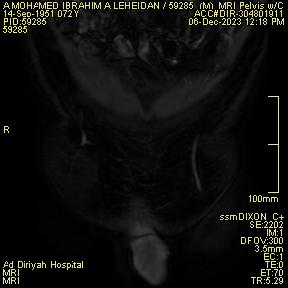 A MOHAMED IBRAHIM A LEHEIDAN / 59285 (M) MRI Pelvis w/C
14-Sep-1951 072Y ACC#DIR-304801911
PID:59285 06-Dec-2023 12:18 PM
59285
R
100mm
ssmDIXON_C+
SE:2202
IM:1
DFOV:300
3.5mm
Ad Diriyah Hospital EC:1
MRI TE:0
MRI ET:70
TR:5.29